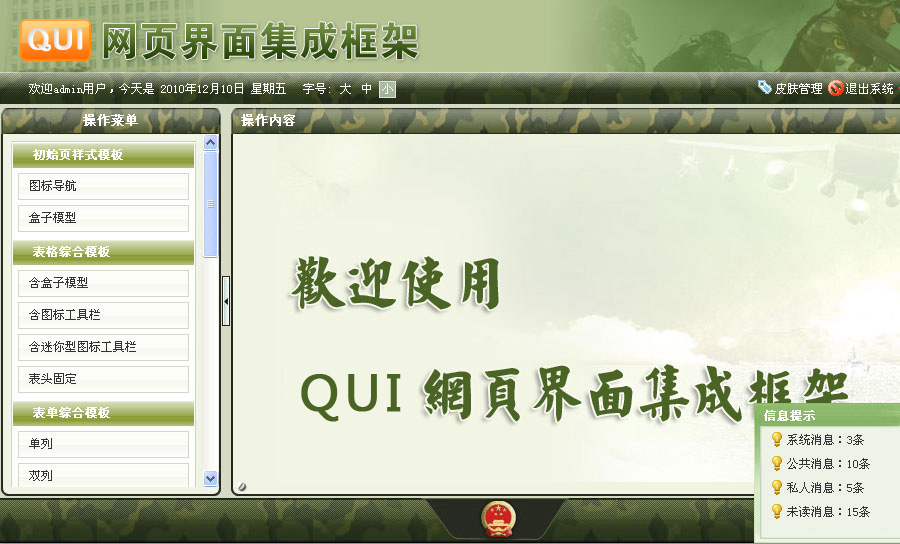 QUI 网页界面集成框架
欢迎admin用户，今天是 2010年12月10日 星期五 字号: 大 中 小
皮肤管理 退出系统
操作菜单
初始页样式模板
图标导航
盒子模型
表格综合模板
含盒子模型
含图标工具栏
含迷你型图标工具栏
表头固定
表单综合模板
单列
双列
操作内容
歡迎使用
QUI 網頁界面集成框架
信息提示
系统消息：3条
公共消息：10条
私人消息：5条
未读消息：15条